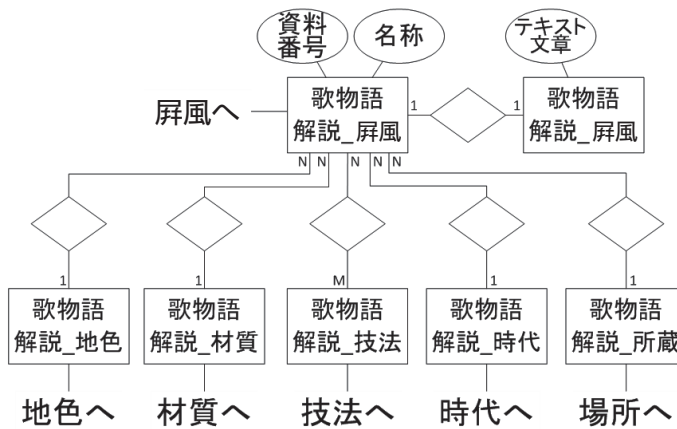 資料
番号
名称
テキスト
文章
屛風へ
歌物語
解説_屛風
1
1
歌物語
解説_屛風
N
N
N
N
N
1
1
M
1
1
歌物語
解説_地色
歌物語
解説_材質
歌物語
解説_技法
歌物語
解説_時代
歌物語
解説_所蔵
地色へ
材質へ
技法へ
時代へ
場所へ